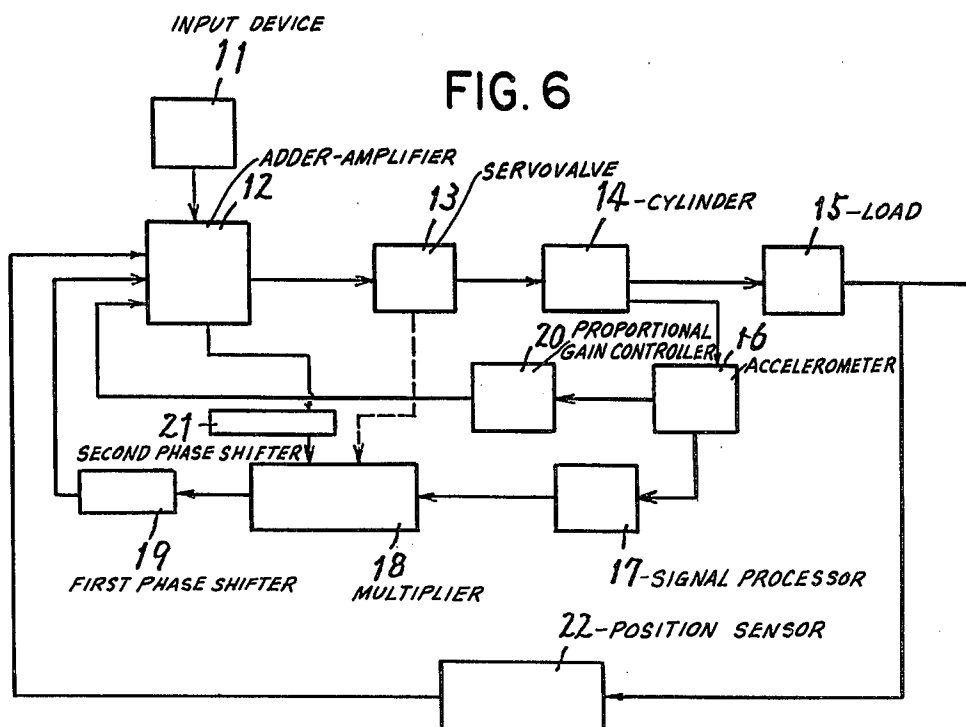 INPUT DEVICE
11
FIG. 6
ADDER-AMPLIFIER
12
SERVOVALVE
13
14-CYLINDER
15-LOAD
20 PROPORTIONAL
GAIN CONTROLLER
16
ACCELEROMETER
21
SECOND PHASE SHIFTER
19
FIRST PHASE SHIFTER
18
MULTIPLIER
17-SIGNAL PROCESSOR
22-POSITION SENSOR